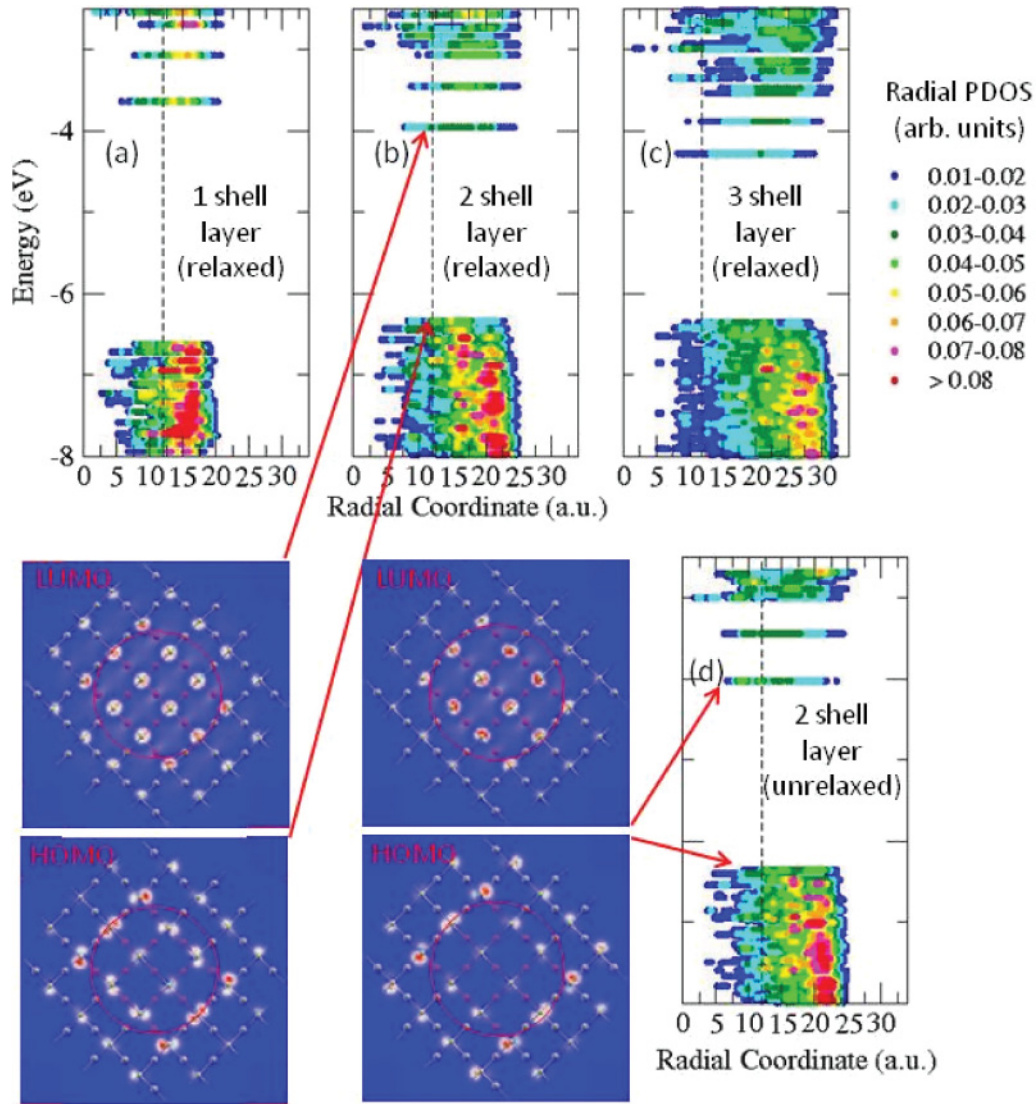 Energy (eV)
-4
-6
-8
(a)
1 shell
layer
(relaxed)
(b)
2 shell
layer
(relaxed)
(c)
3 shell
layer
(relaxed)
Radial PDOS
(arb. units)
0.01-0.02
0.02-0.03
0.03-0.04
0.04-0.05
0.05-0.06
0.06-0.07
0.07-0.08
> 0.08
0 5 10 15 20 25 30
0 5 10 15 20 25 30
0 5 10 15 20 25 30
Radial Coordinate (a.u.)
LUMO
LUMO
HOMO
HOMO
(d)
2 shell
layer
(unrelaxed)
0 5 10 15 20 25 30
Radial Coordinate (a.u.)